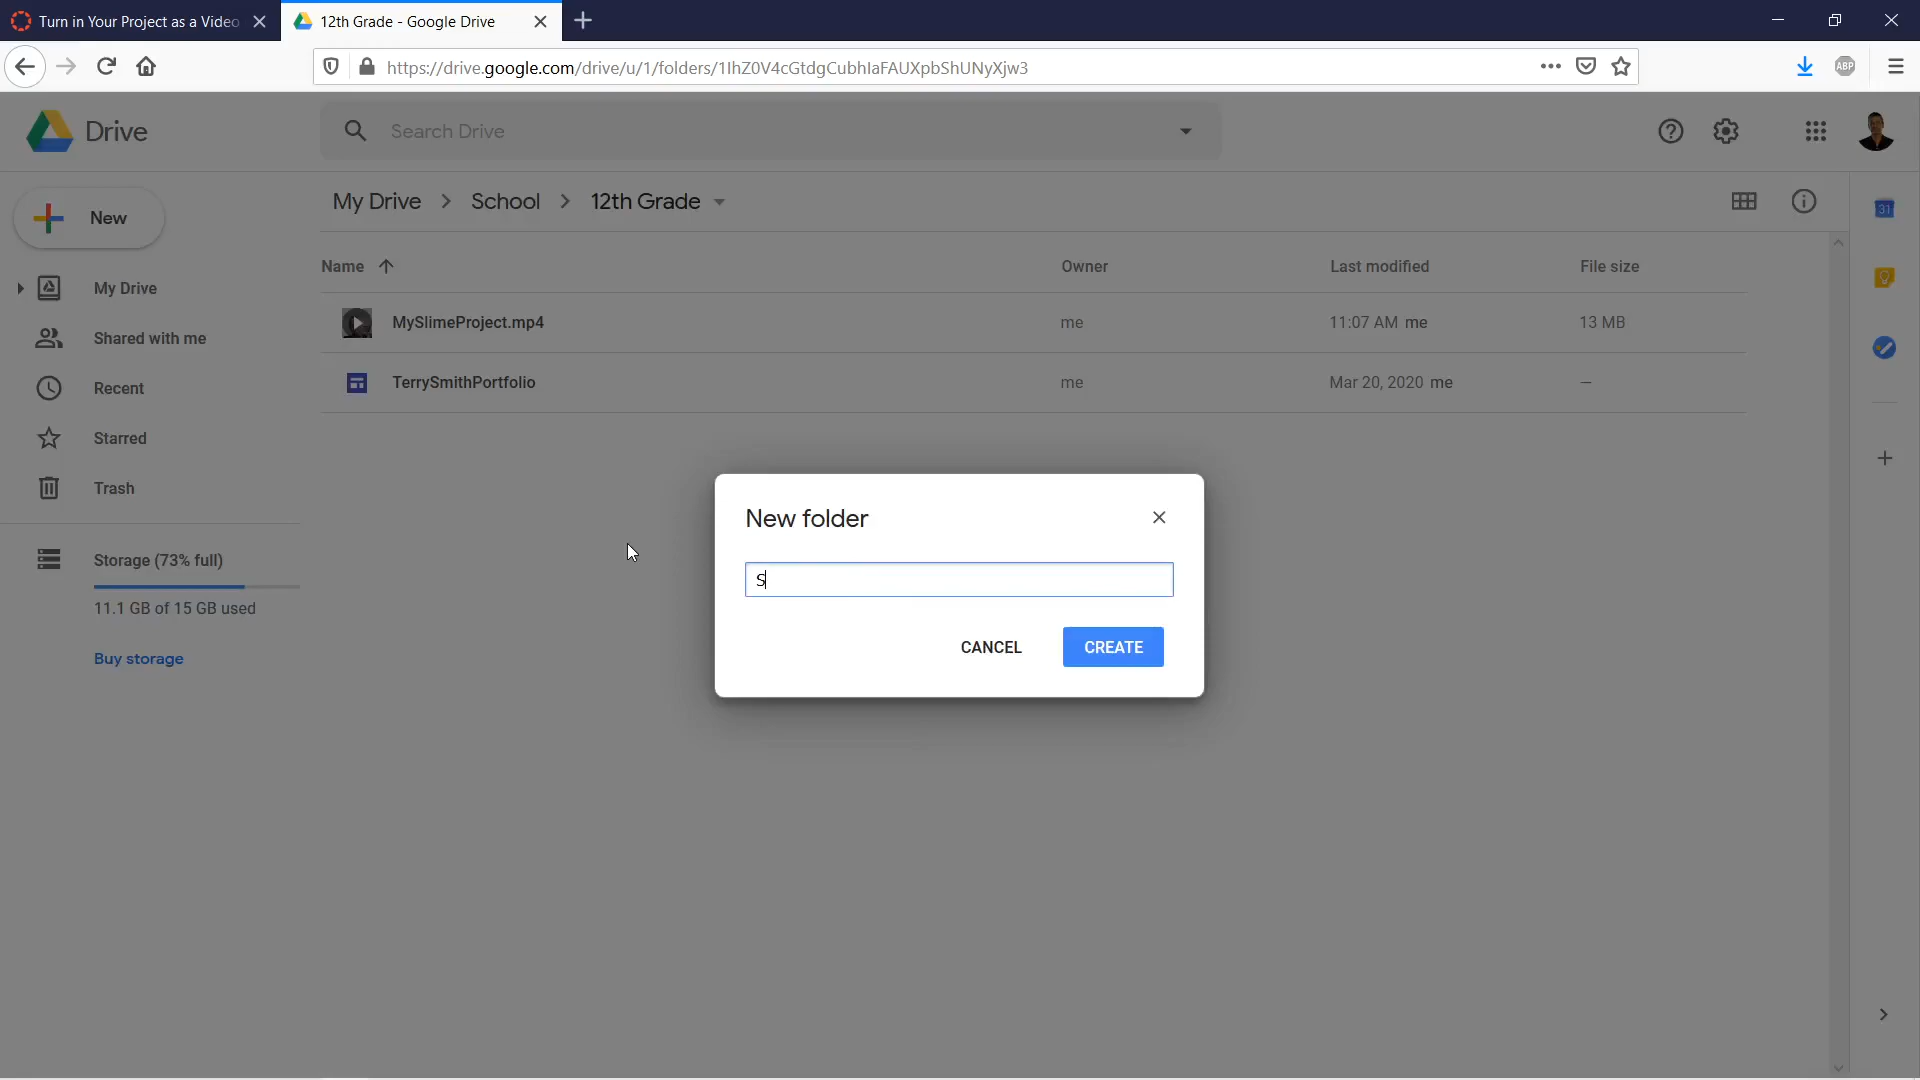 Turn in Your Project as a Video
12th Grade - Google Drive
https://drive.google.com/drive/u/1/folders/1IhZ0V4cGtdgCubhIaFAUXpbShUNyXjw3
ABP
Drive
Search Drive
New
My Drive > School > 12th Grade
31
Name Owner Last modified File size
My Drive
MySlimeProject.mp4 me 11:07 AM me 13 MB
Shared with me
TerrySmithPortfolio me Mar 20, 2020 me —
Recent
Starred
Trash
New folder
Storage (73% full)
S
11.1 GB of 15 GB used
CANCEL CREATE
Buy storage